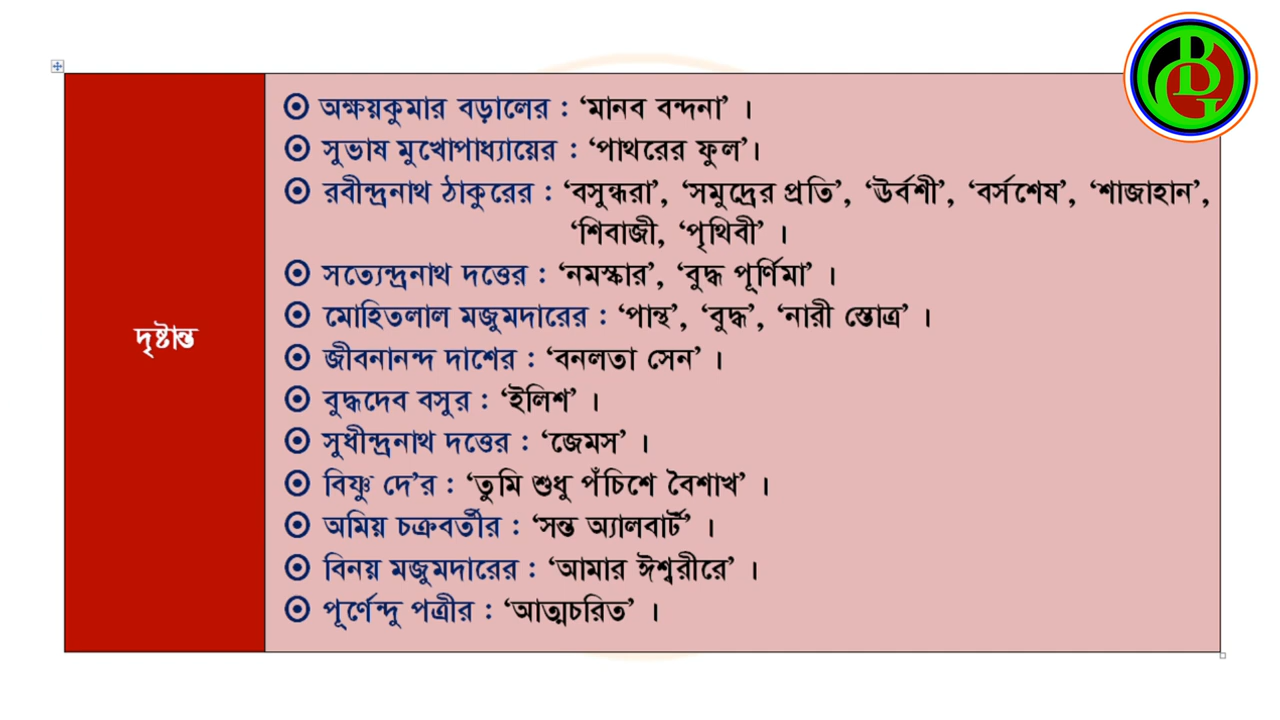 দৃষ্টান্ত
⊙ অক্ষয়কুমার বড়ালের : ‘মানব বন্দনা’ ।
⊙ সুভাষ মুখোপাধ্যায়ের : ‘পাথরের ফুল’।
⊙ রবীন্দ্রনাথ ঠাকুরের : ‘বসুন্ধরা’, ‘সমুদ্রের প্রতি’, ‘ঊর্বশী’, ‘বর্সশেষ’, ‘শাজাহান’,
‘শিবাজী, ‘পৃথিবী’ ।
⊙ সত্যেন্দ্রনাথ দত্তের : ‘নমস্কার’, ‘বুদ্ধ পূর্ণিমা’ ।
⊙ মোহিতলাল মজুমদারের : ‘পান্থ’, ‘বুদ্ধ’, ‘নারী স্তোত্র’ ।
⊙ জীবনানন্দ দাশের : ‘বনলতা সেন’ ।
⊙ বুদ্ধদেব বসুর : ‘ইলিশ’ ।
⊙ সুধীন্দ্রনাথ দত্তের : ‘জেমস’ ।
⊙ বিষ্ণু দে’র : ‘তুমি শুধু পঁচিশে বৈশাখ’ ।
⊙ অমিয় চক্রবর্তীর : ‘সন্ত অ্যালবার্ট’ ।
⊙ বিনয় মজুমদারের : ‘আমার ঈশ্বরীরে’ ।
⊙ পূর্ণেন্দু পত্রীর : ‘আত্মচরিত’ ।